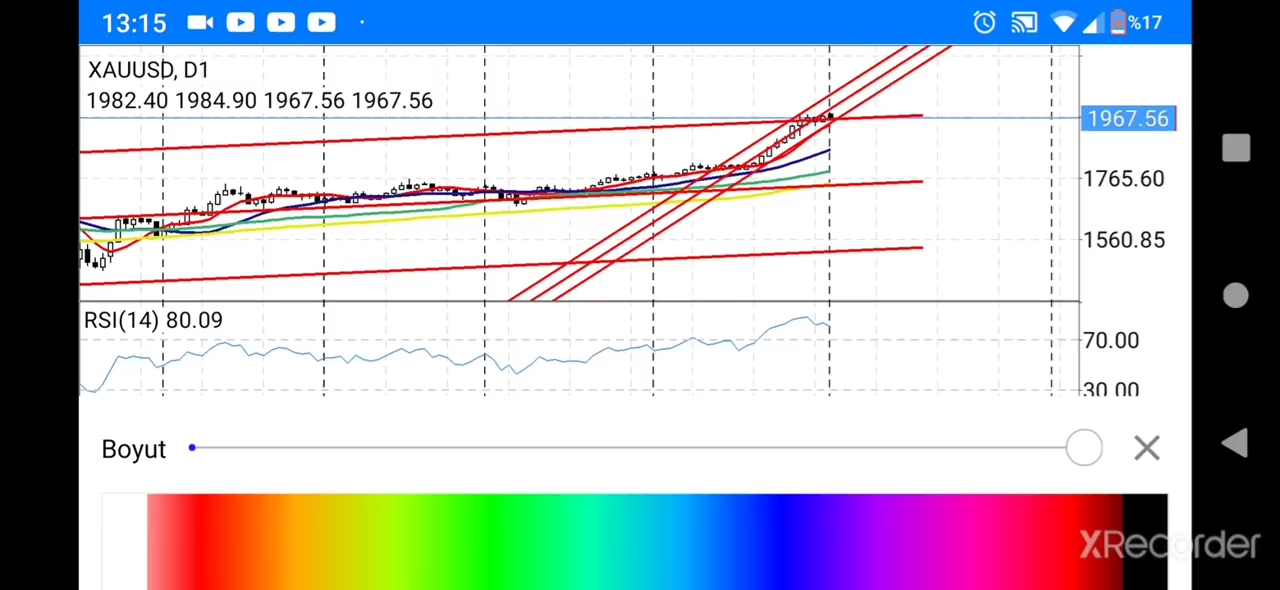 13:15
%17
XAUUSD, D1
1982.40 1984.90 1967.56 1967.56
1967.56
1765.60
1560.85
RSI(14) 80.09
70.00
30.00
Boyut
XRecorder